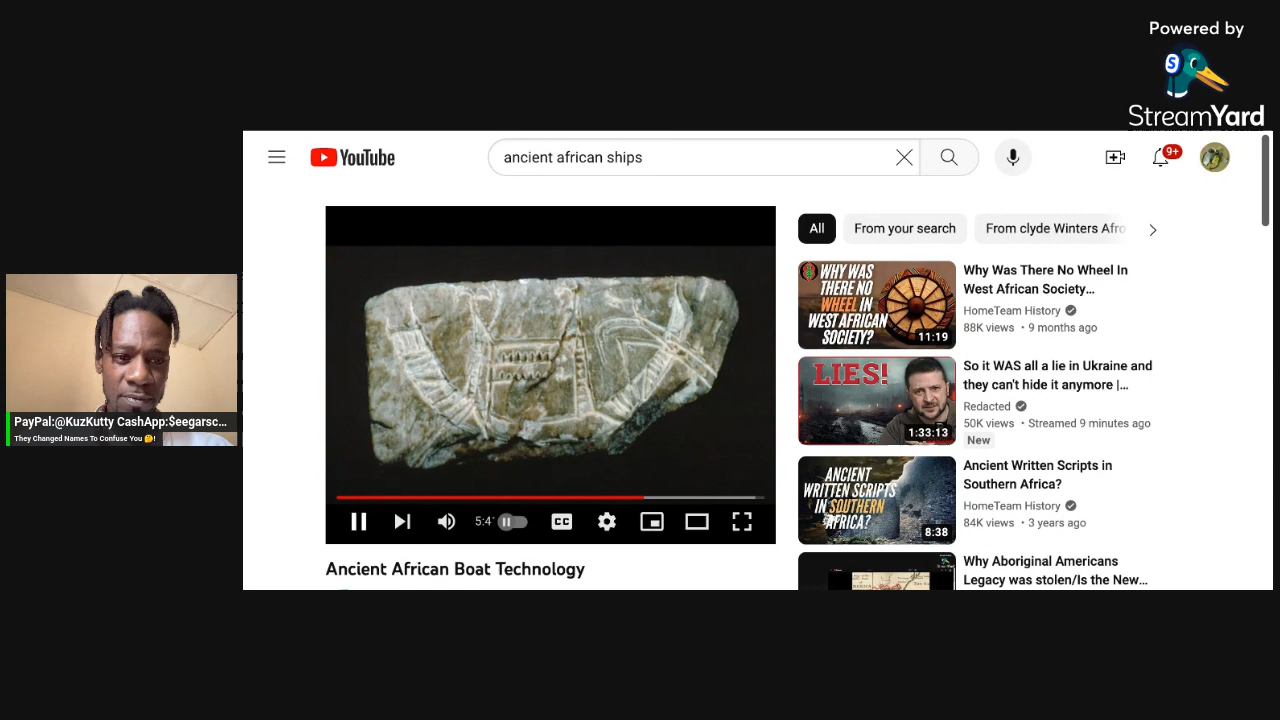 Powered by
S
StreamYard
YouTube
ancient african ships
9+
All
From your search
From clyde Winters Afro
WHY WAS
THERE NO
WHEEL IN
WEST AFRICAN
SOCIETY?
11:19
Why Was There No Wheel In
West African Society...
HomeTeam History
88K views • 9 months ago
LIES!
1:33:13
So it WAS all a lie in Ukraine and
they can't hide it anymore |...
Redacted
50K views • Streamed 9 minutes ago
New
PayPal:@KuzKutty CashApp:$eegarsc...
They Changed Names To Confuse You 🤔!
ANCIENT
WRITTEN SCRIPTS
IN SOUTHERN
AFRICA?
8:38
Ancient Written Scripts in
Southern Africa?
HomeTeam History
84K views • 3 years ago
5:4
CC
Ancient African Boat Technology
Why Aboriginal Americans
Legacy was stolen/Is the New...